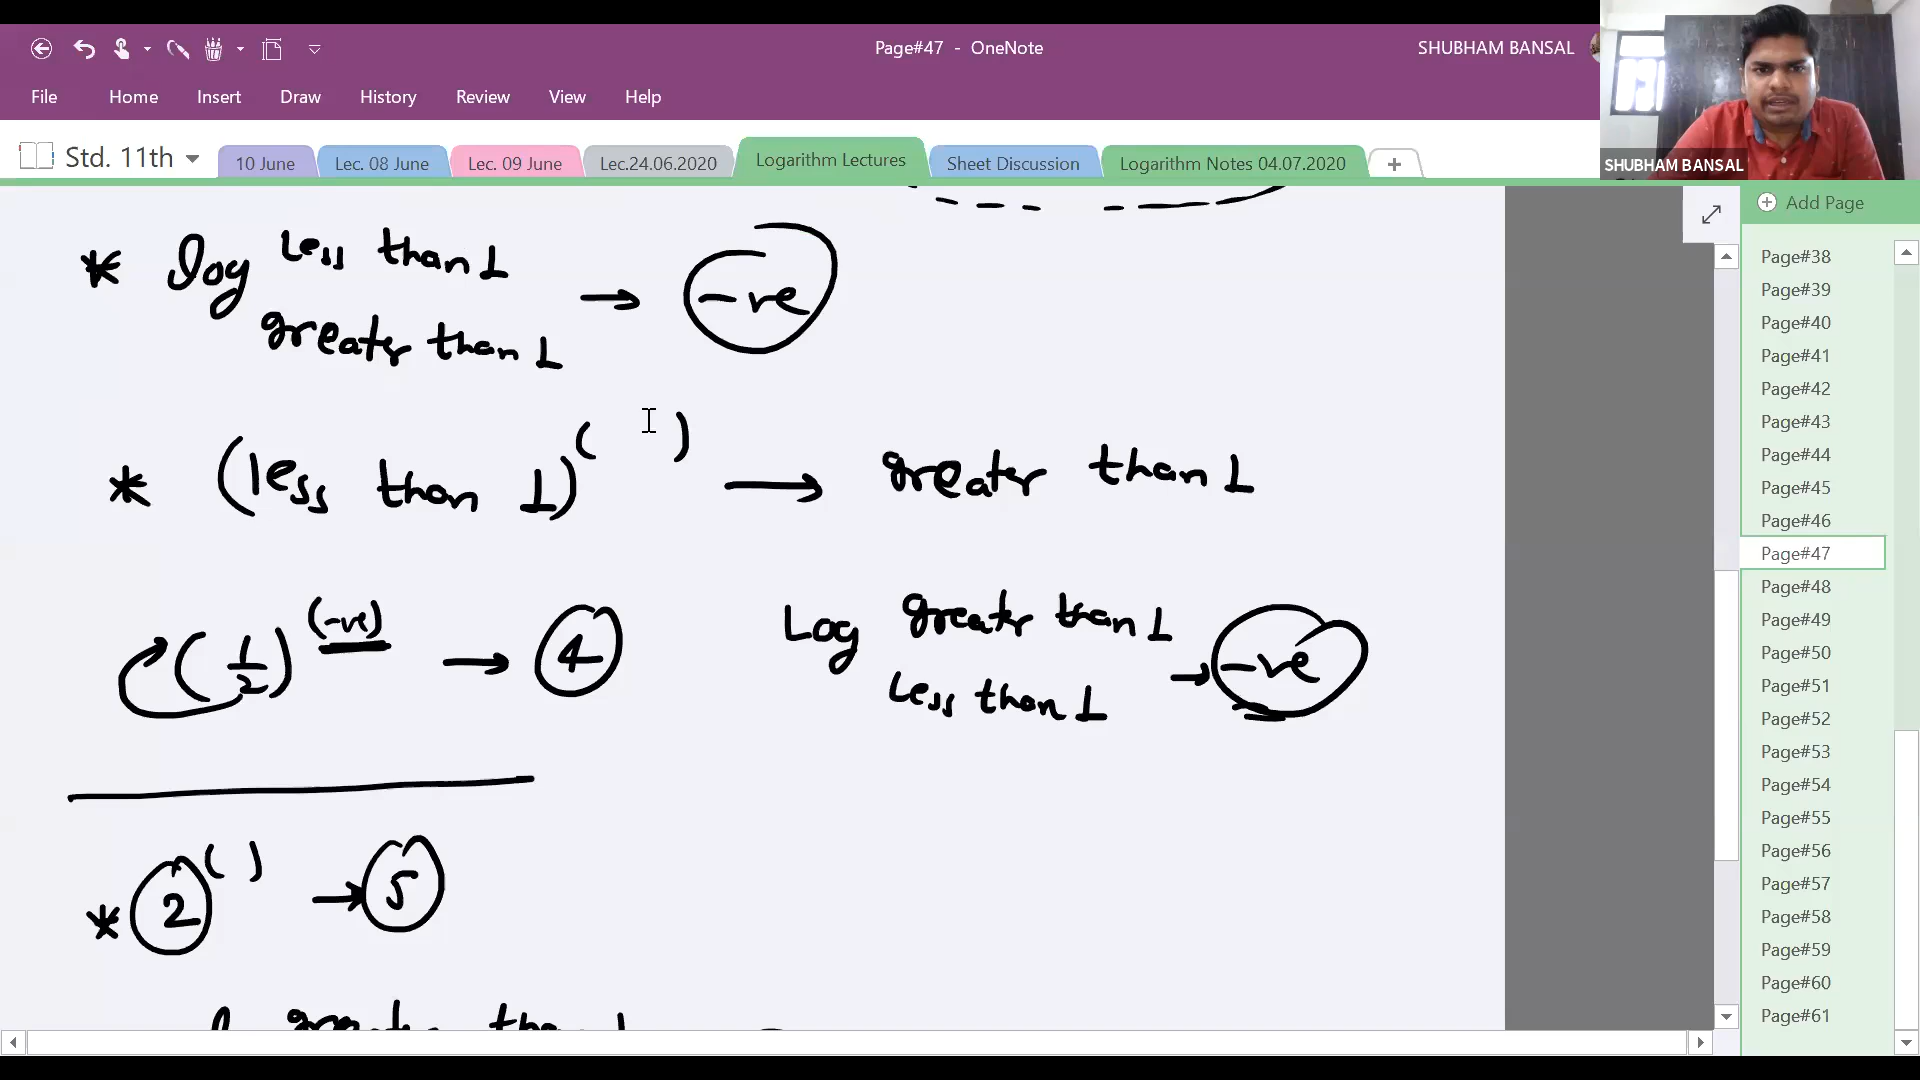 Page#47 - OneNote
SHUBHAM BANSAL
File Home Insert Draw History Review View Help
Std. 11th
10 June
Lec. 08 June
Lec. 09 June
Lec.24.06.2020
Logarithm Lectures
Sheet Discussion
Logarithm Notes 04.07.2020
+
SHUBHAM BANSAL
Add Page
* log less than 1
greater than 1
→ -ve
* (less than 1)^( ) → greater than 1
(1/2)^(-ve) → 4
Log greater than 1
less than 1
→ -ve
* 2^( ) → 5
greater than 1
Page#38
Page#39
Page#40
Page#41
Page#42
Page#43
Page#44
Page#45
Page#46
Page#47
Page#48
Page#49
Page#50
Page#51
Page#52
Page#53
Page#54
Page#55
Page#56
Page#57
Page#58
Page#59
Page#60
Page#61